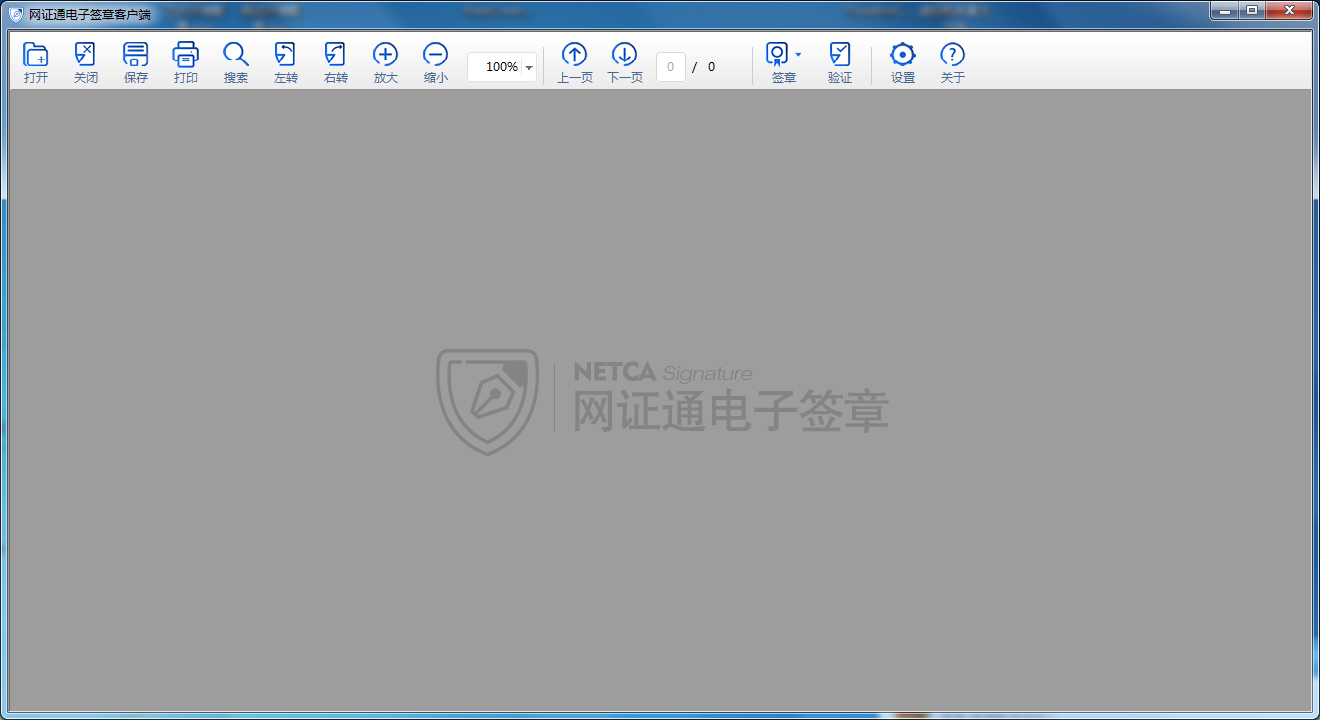 网证通电子签章客户端
打开 关闭 保存 打印 搜索 左转 右转 放大 缩小 100% 上一页 下一页 0 / 0 签章 验证 设置 关于
NETCA Signature
网证通电子签章